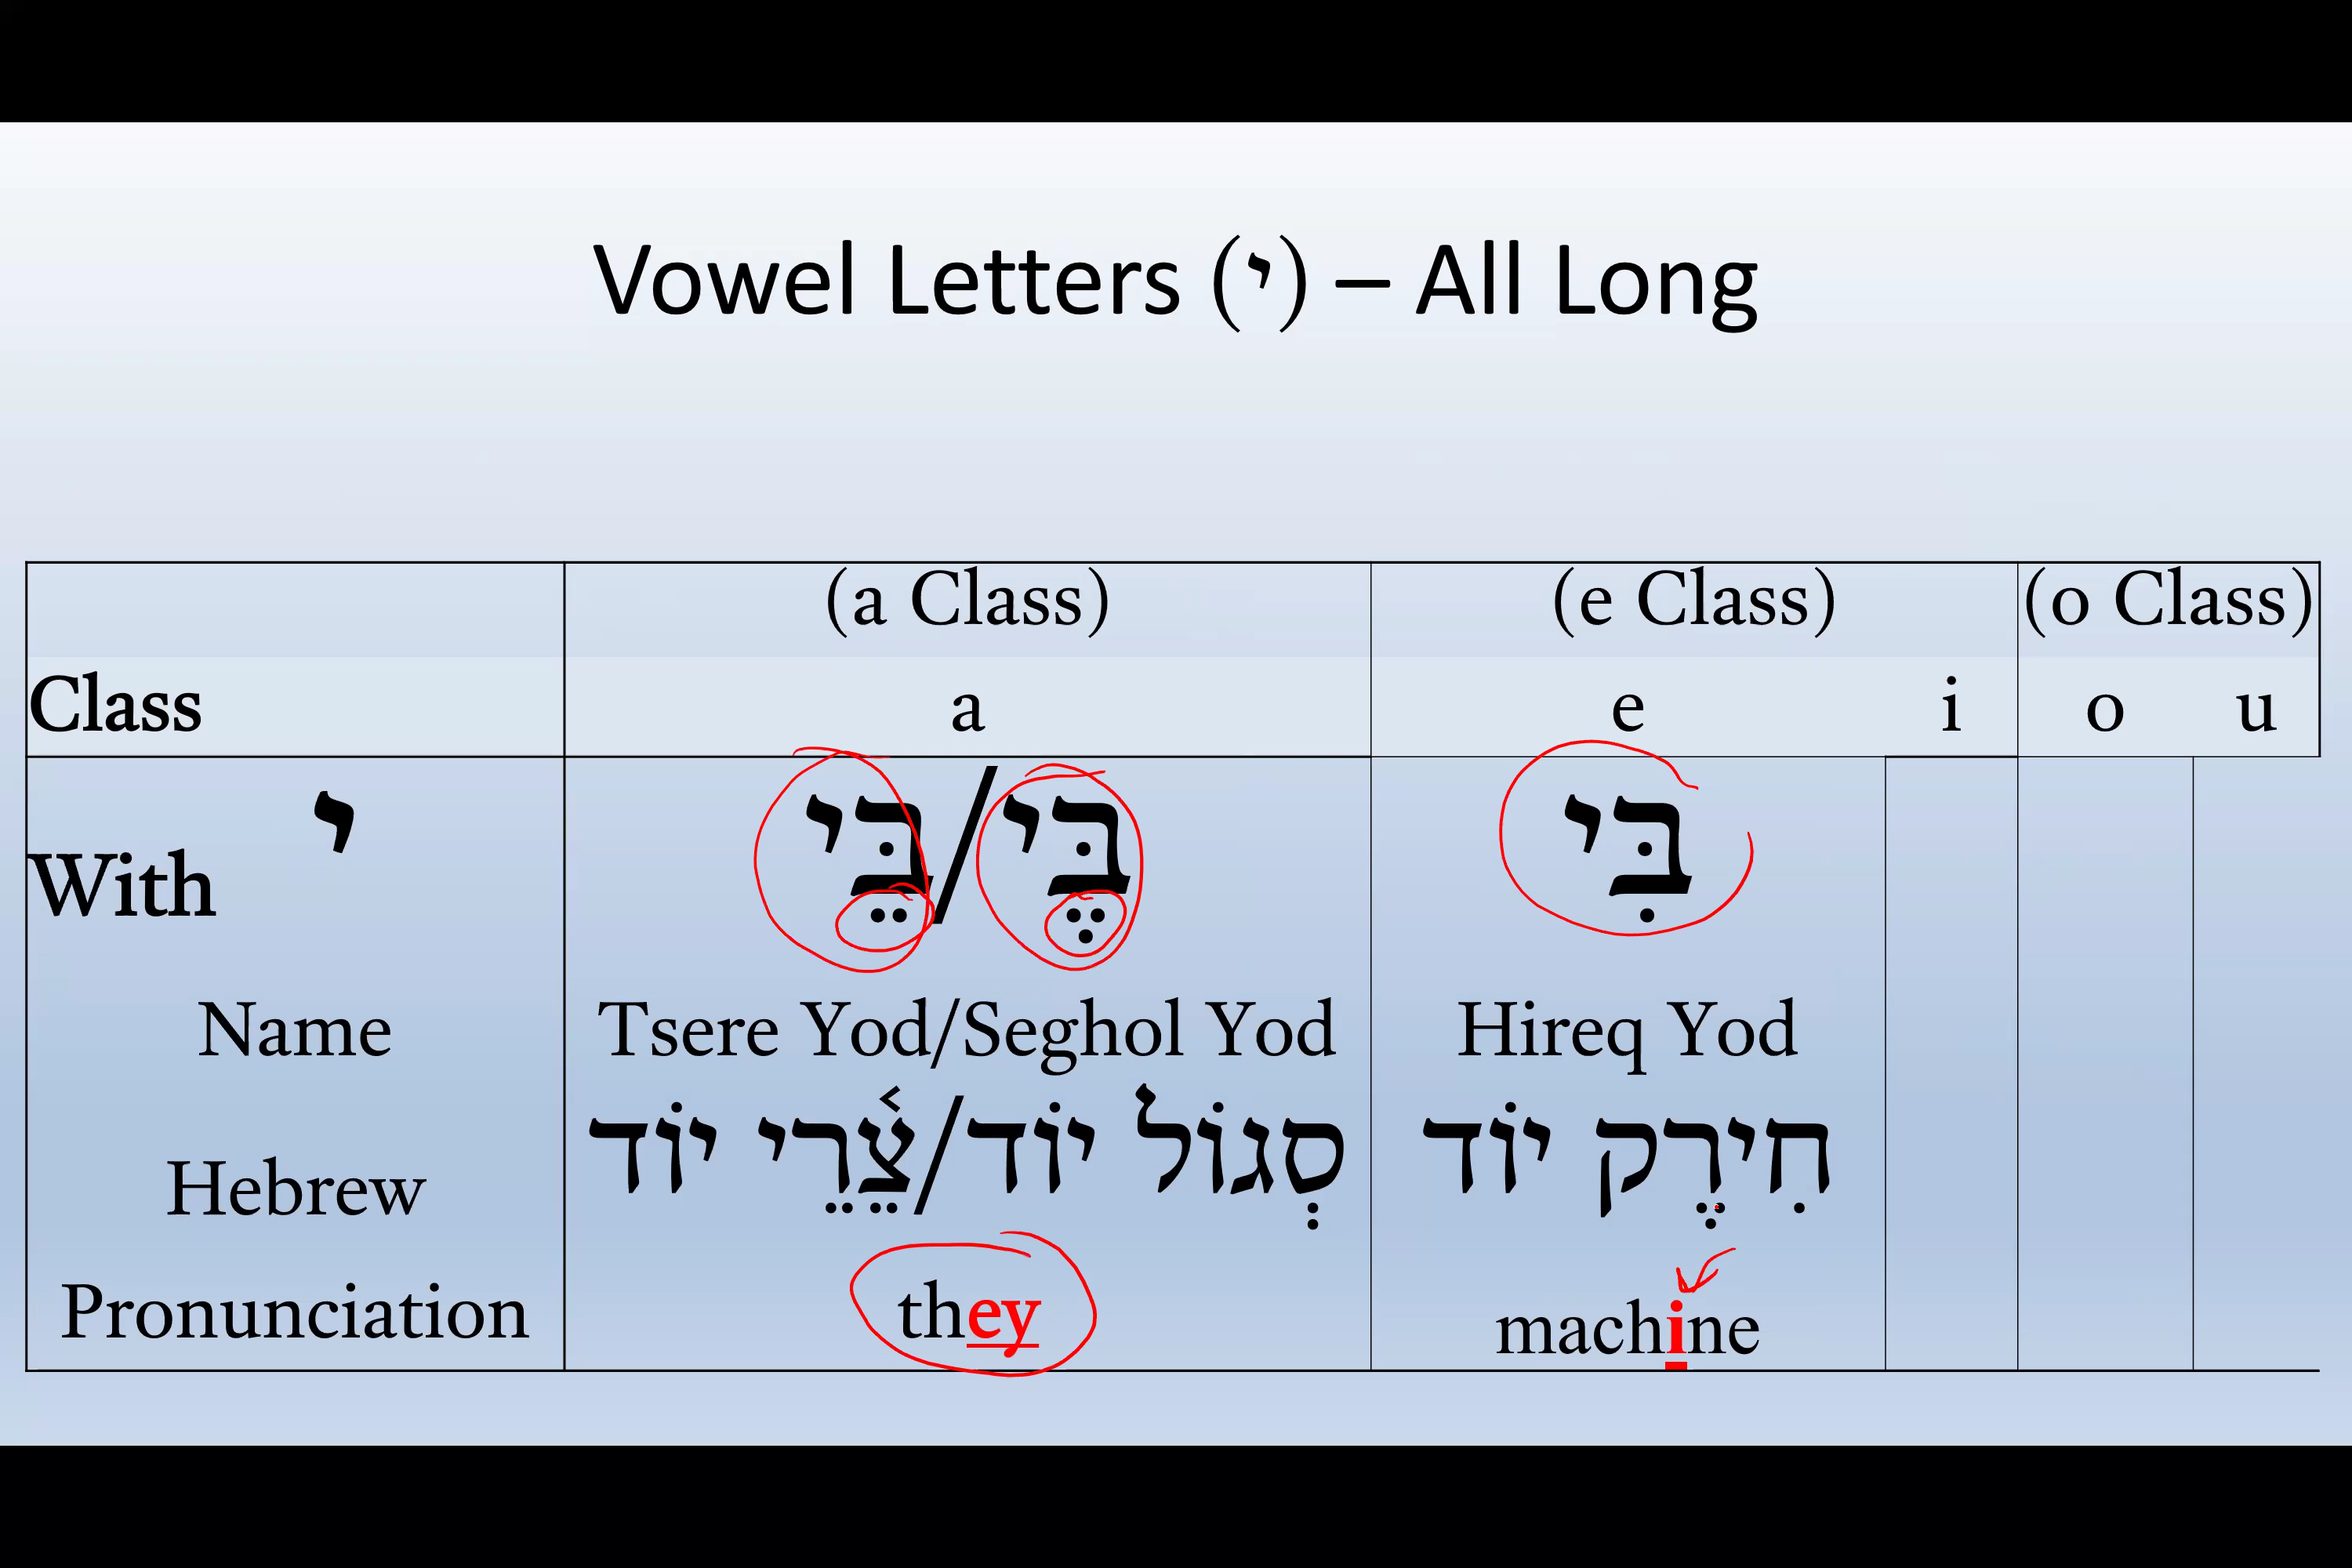 Vowel Letters (י) – All Long
(a Class) (e Class) (o Class)
Class a e i o u
With י בֵּי/בֶּי בִּי
Name Tsere Yod/Seghol Yod Hireq Yod
Hebrew סְגוֹל יוֹד/צֵ֫רֵי יוֹד חִירֶק יוֹד
Pronunciation they machine